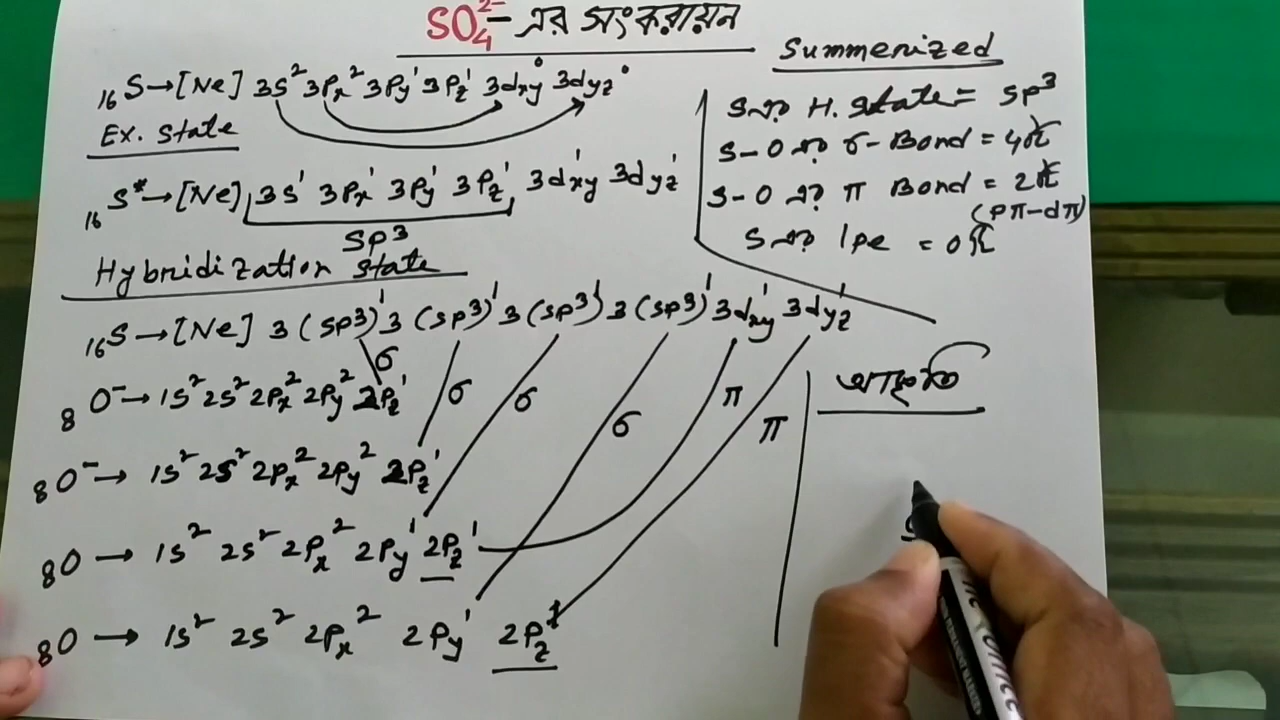 SO₄²⁻ এর সংকরায়ন
₁₆S→[Ne] 3s² 3Px² 3Py¹ 3Pz¹ 3dxy⁰ 3dyz⁰
Ex. state
₁₆S*→[Ne] 3s¹ 3Px¹ 3Py¹ 3Pz¹ 3dxy¹ 3dyz¹
sp³
Hybridization state
₁₆S→[Ne] 3(sp³)¹ 3(sp³)¹ 3(sp³)¹ 3(sp³)¹ 3dxy¹ 3dyz¹
σ σ σ σ π π
₈O⁻→ 1s² 2s² 2Px² 2Py² 2Pz¹
₈O⁻→ 1s² 2s² 2Px² 2Py² 2Pz¹
₈O → 1s² 2s² 2Px² 2Py¹ 2Pz¹
₈O → 1s² 2s² 2Px² 2Py¹ 2Pz¹
Summerized
S এর H. state = sp³
S-O এর σ-Bond = 4টি
S-O এর π Bond = 2টি
(Pπ-dπ)
S এর lpe = 0টি
আকৃতি